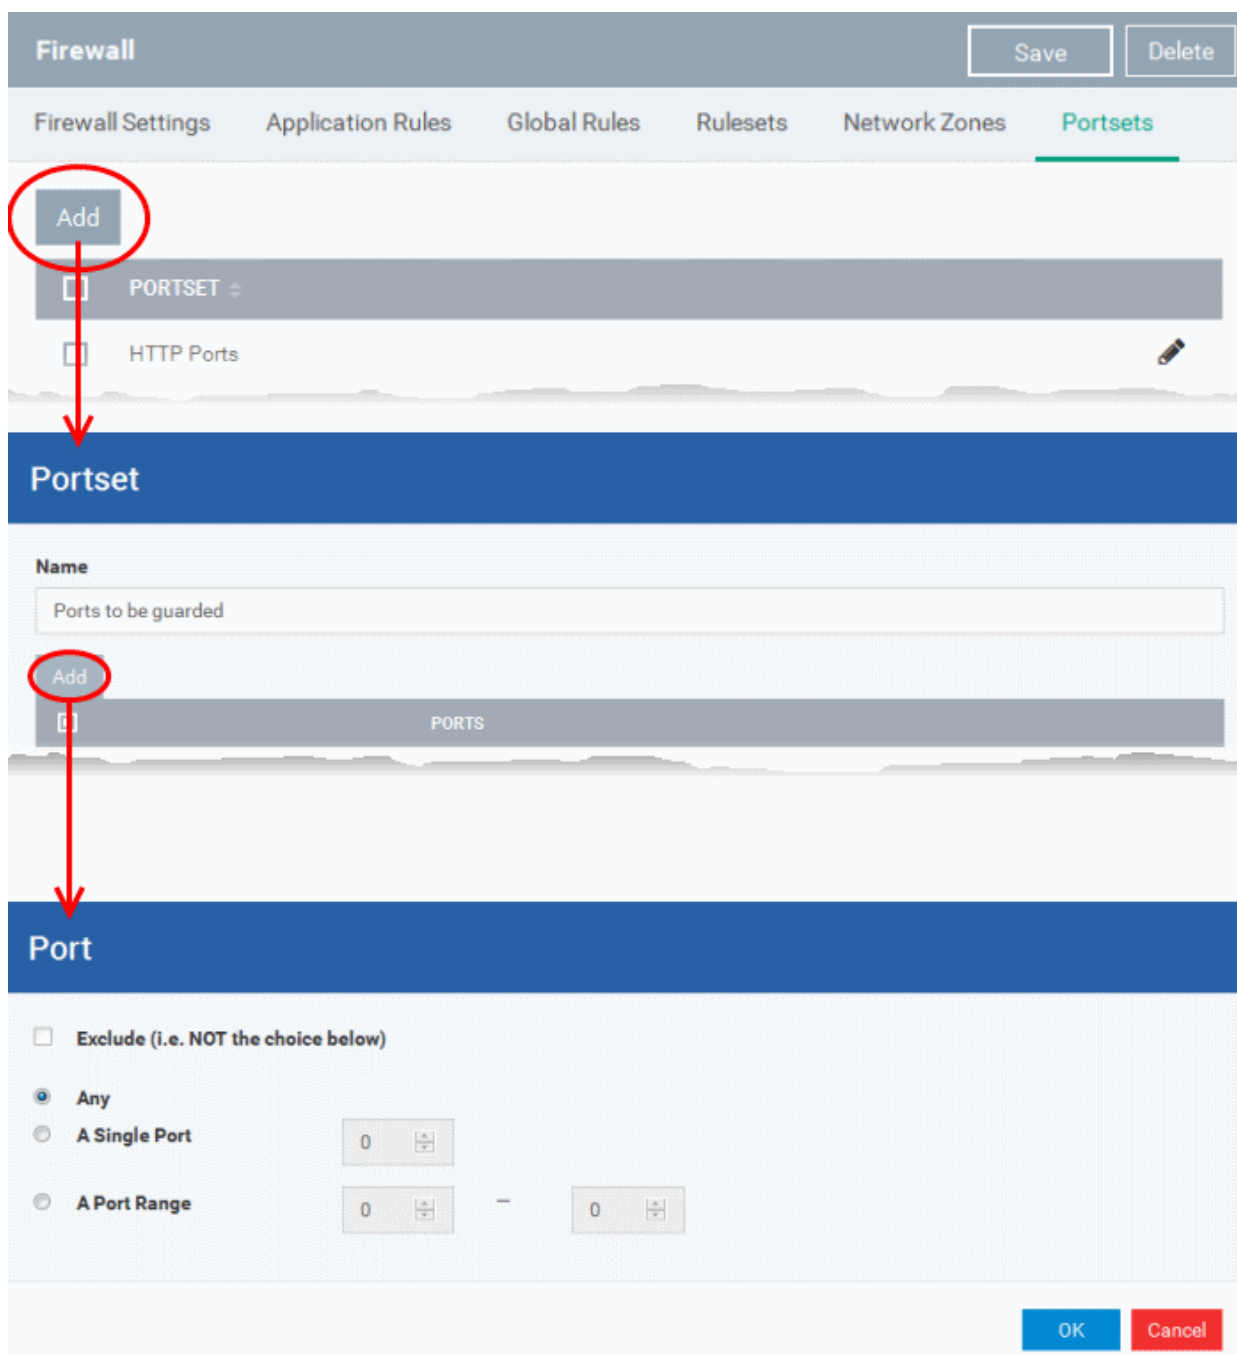 Firewall Save Delete
Firewall Settings Application Rules Global Rules Rulesets Network Zones Portsets
Add
PORTSET
HTTP Ports
Portset
Name
Ports to be guarded
Add
PORTS
Port
Exclude (i.e. NOT the choice below)
Any
A Single Port 0
A Port Range 0 – 0
OK Cancel